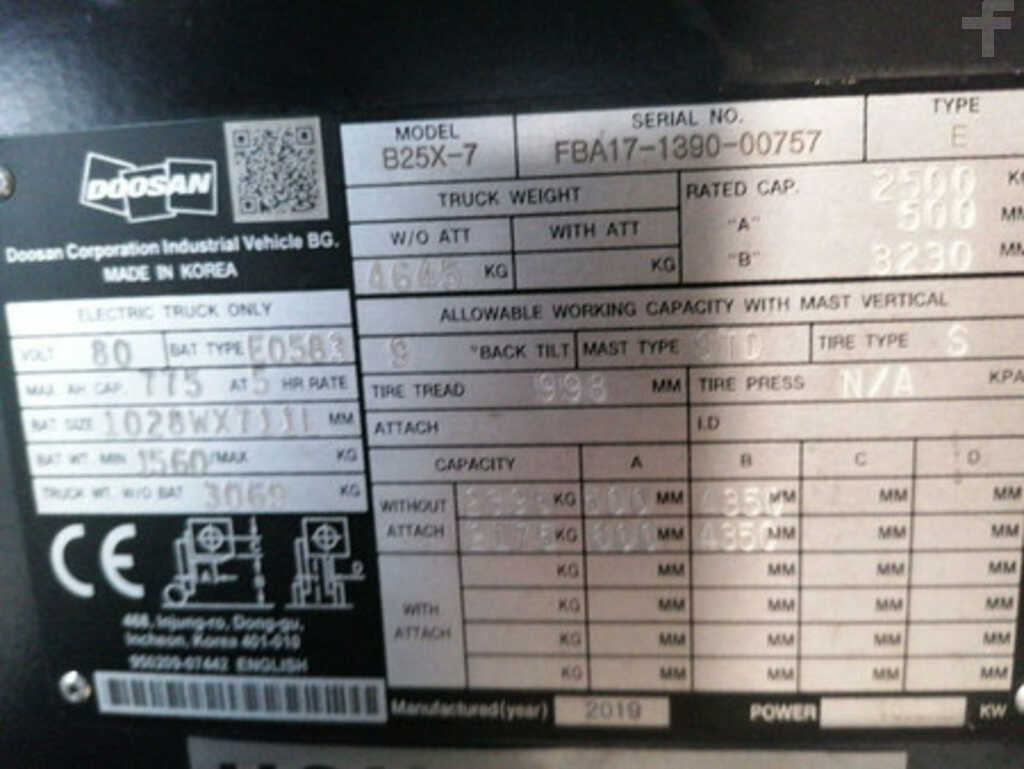 f
DOOSAN
Doosan Corporation Industrial Vehicle BG.
MADE IN KOREA
MODEL
B25X-7
SERIAL NO.
FBA17-1390-00757
TYPE
E
TRUCK WEIGHT
W/O ATT
WITH ATT
4645 KG
KG
RATED CAP. 2500 KG
"A" 500 MM
"B" 3230 MM
ELECTRIC TRUCK ONLY
VOLT 80 BAT TYPE E0583
MAX. AH CAP. 775 AT 5 HR RATE
BAT SIZE 1028WX711L MM
BAT WT. MIN 1560/MAX KG
TRUCK WT. W/O BAT 3069 KG
ALLOWABLE WORKING CAPACITY WITH MAST VERTICAL
9 °BACK TILT MAST TYPE STD TIRE TYPE S
TIRE TREAD 998 MM TIRE PRESS N/A KPA
ATTACH I.D
CAPACITY A B C D
WITHOUT ATTACH
KG MM 4350 MM MM MM
2175 KG 600 MM 4350 MM MM MM
WITH ATTACH
KG MM MM MM MM
KG MM MM MM MM
KG MM MM MM MM
KG MM MM MM MM
CE
A B C D
468, Injung-ro, Dong-gu,
Incheon, Korea 401-010
950209-07442 ENGLISH
Manufactured(year) 2019 POWER KW